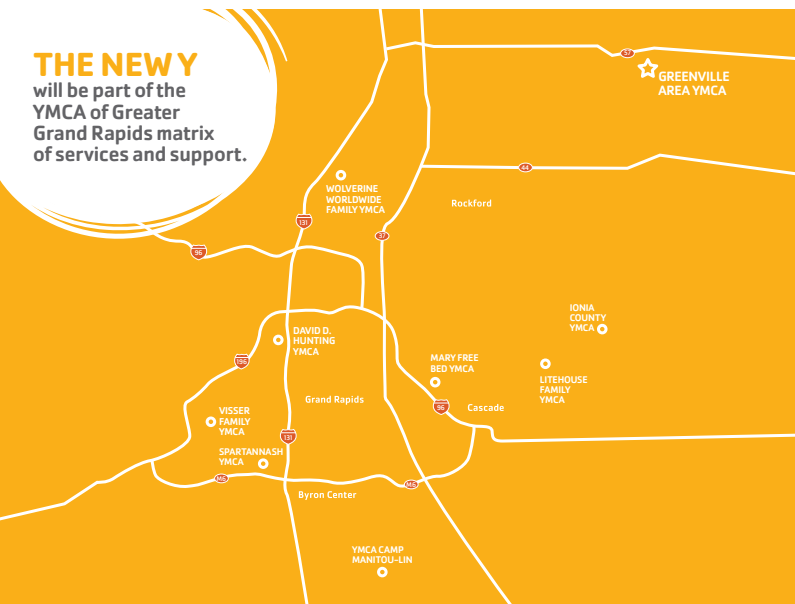 THE NEW Y
will be part of the
YMCA of Greater
Grand Rapids matrix
of services and support.
57
GREENVILLE
AREA YMCA
44
WOLVERINE
WORLDWIDE
FAMILY YMCA
Rockford
131
37
96
IONIA
COUNTY
YMCA
DAVID D.
HUNTING
YMCA
196
MARY FREE
BED YMCA
LITEHOUSE
FAMILY
YMCA
Grand Rapids
96
Cascade
VISSER
FAMILY
YMCA
131
SPARTANNASH
YMCA
M6
M6
Byron Center
YMCA CAMP
MANITOU-LIN